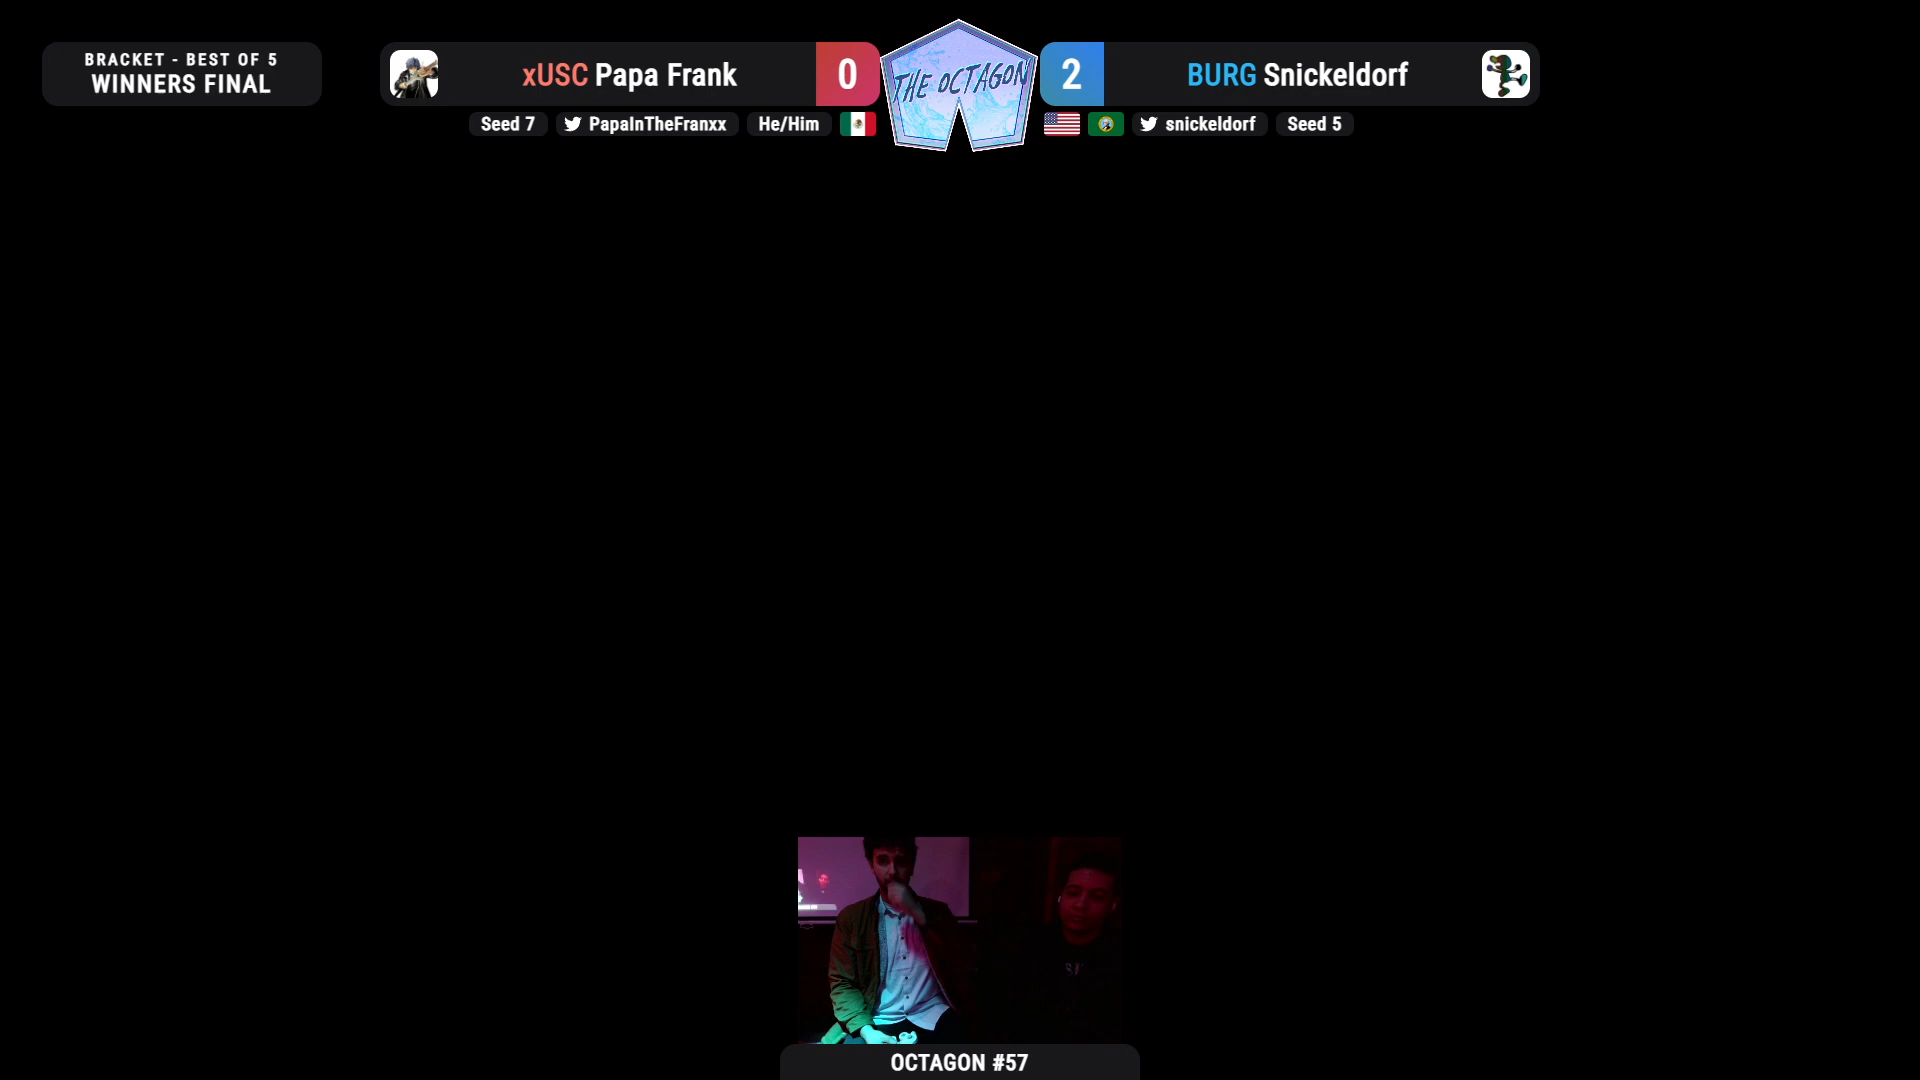 BRACKET - BEST OF 5
WINNERS FINAL
xUSC Papa Frank
0
THE OCTAGON
2
BURG Snickeldorf
Seed 7
PapaInTheFranxx
He/Him
snickeldorf
Seed 5
OCTAGON #57